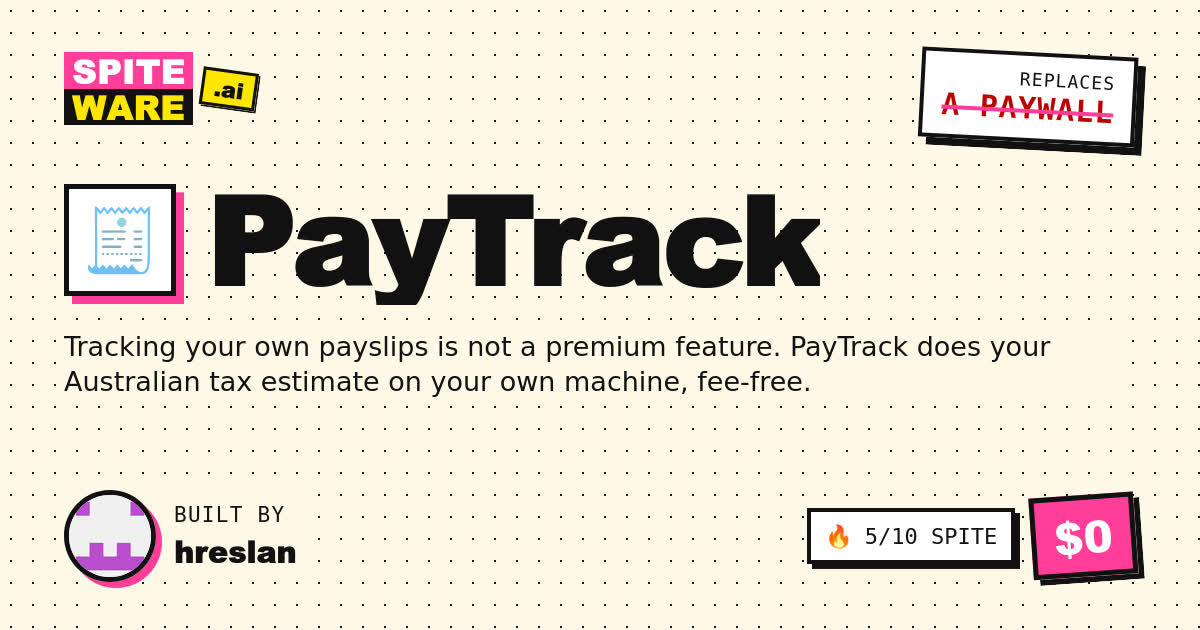 SPITE
WARE
.ai
REPLACES
A PAYWALL
PayTrack
Tracking your own payslips is not a premium feature. PayTrack does your
Australian tax estimate on your own machine, fee-free.
BUILT BY
hreslan
🔥 5/10 SPITE
$0